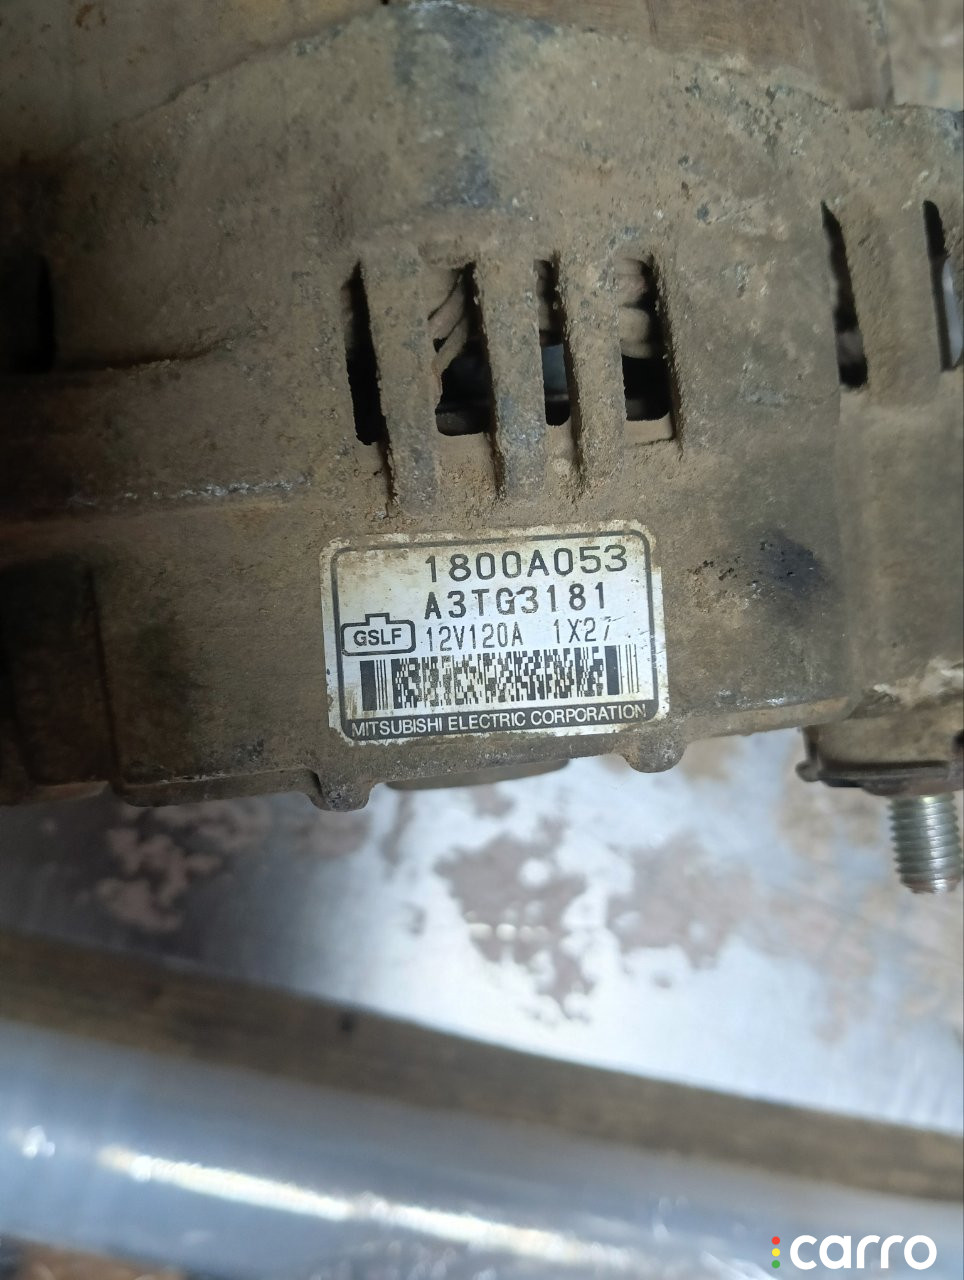 1800A053
A3TG3181
GSLF 12V120A 1X27
MITSUBISHI ELECTRIC CORPORATION
carro